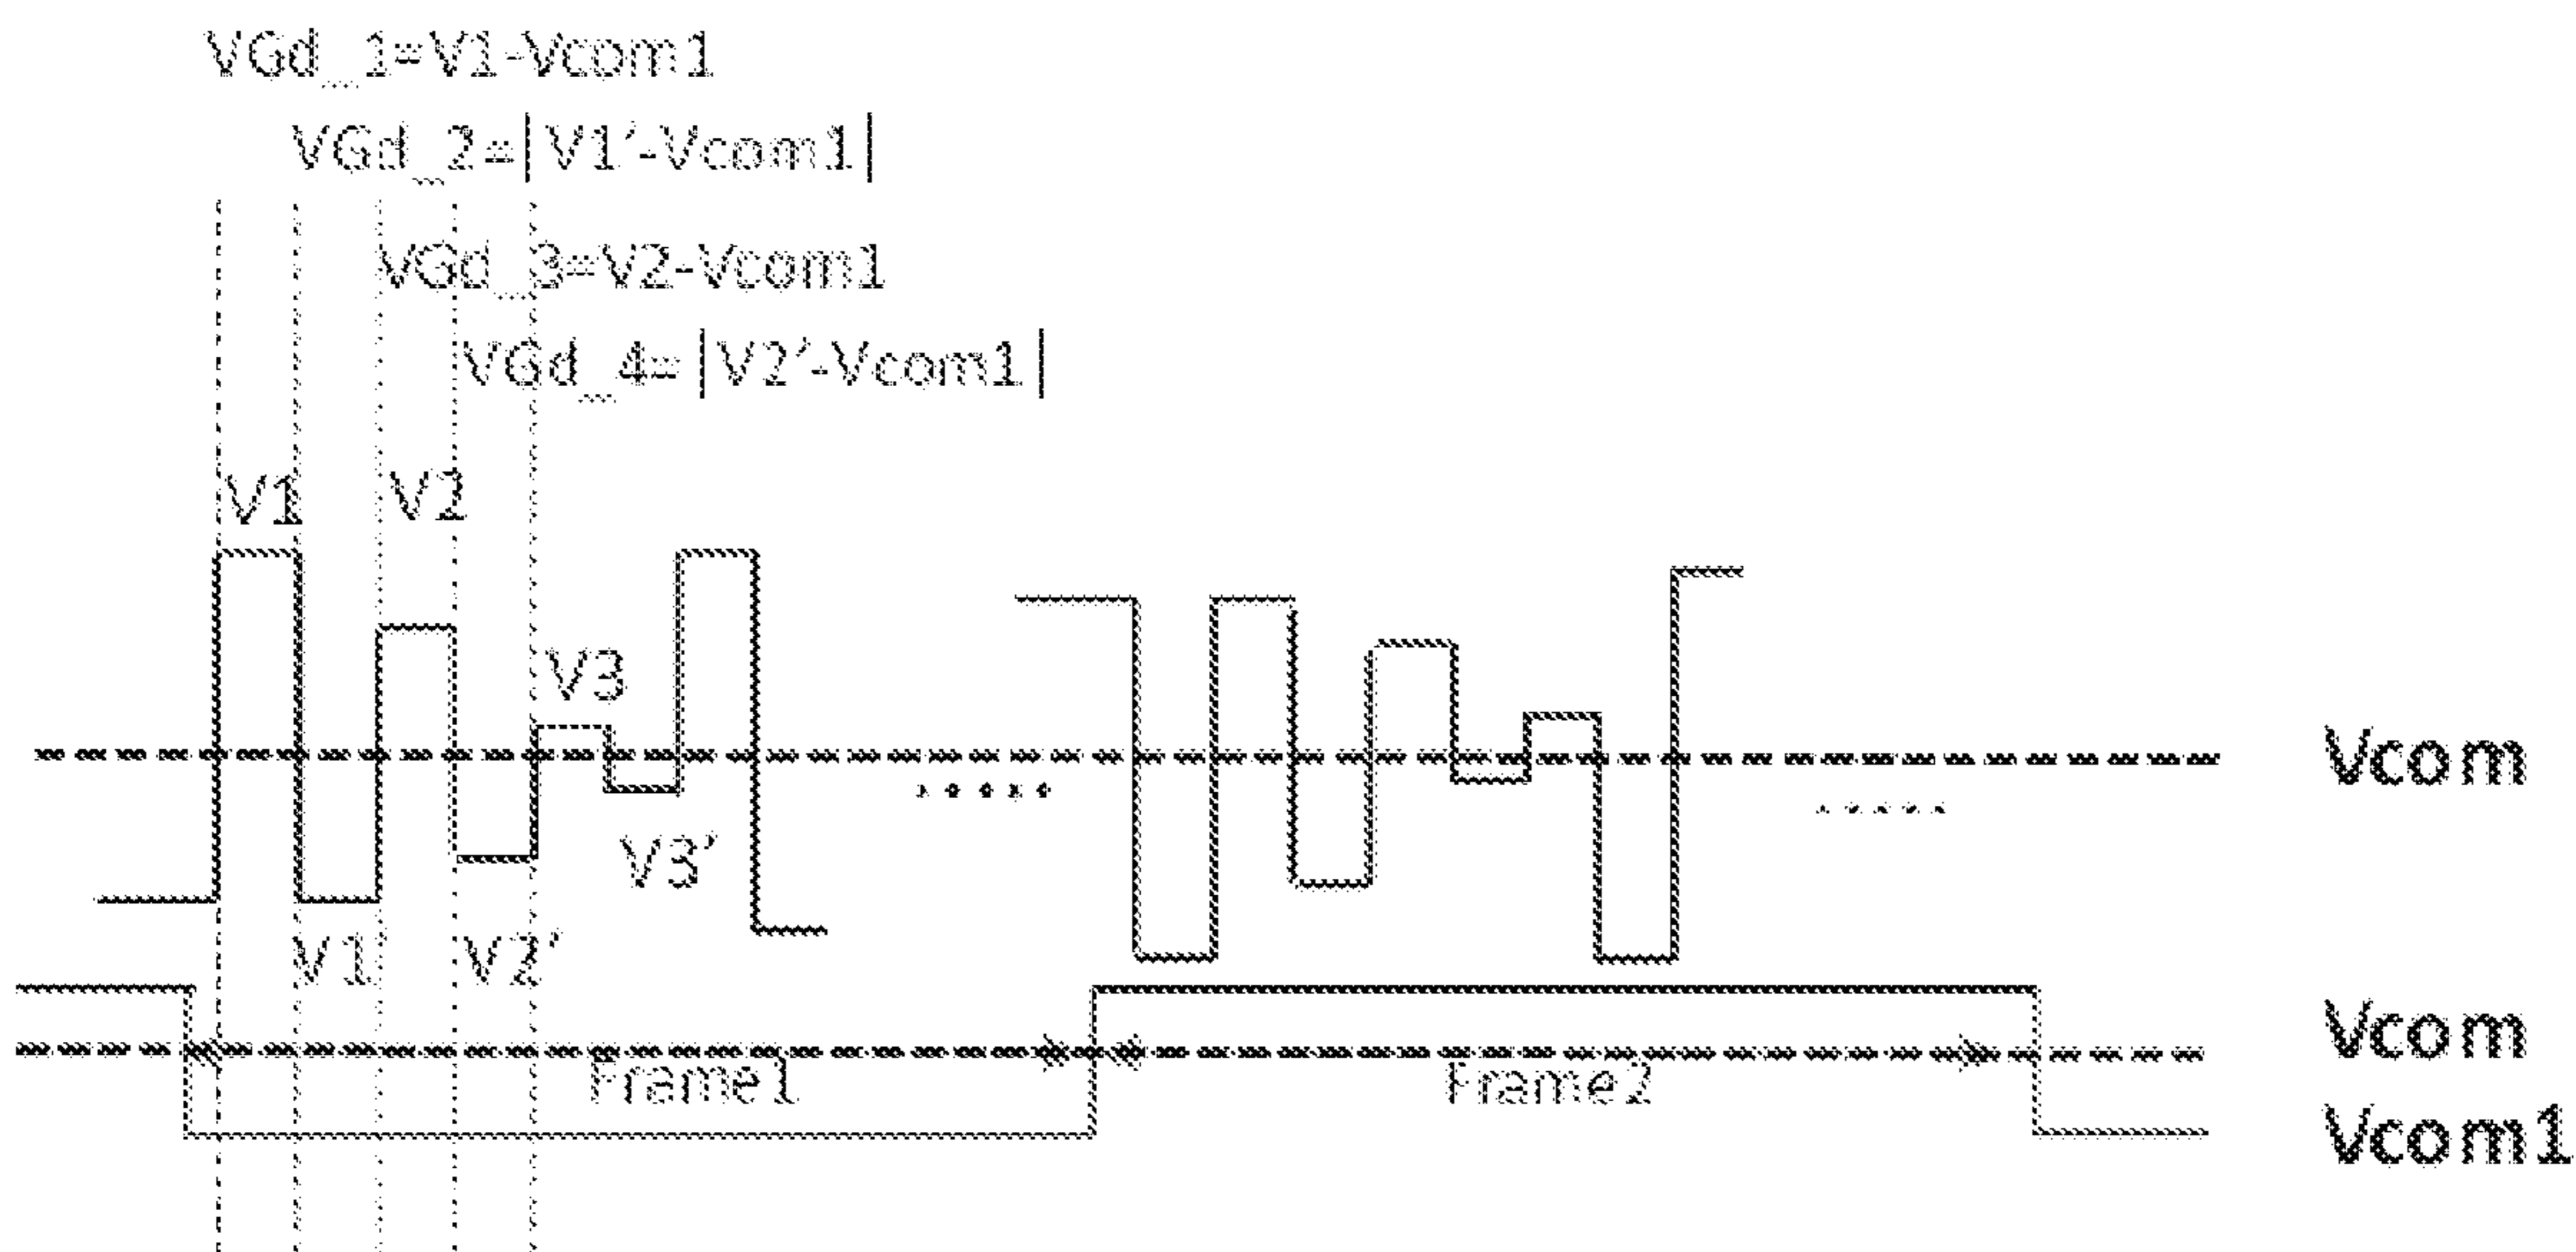 VGd_1=V1-Vcom1
VGd_2=|V1′-Vcom1|
VGd_3=V2-Vcom1
VGd_4=|V2′-Vcom1|
V1
V2
V3
Vcom
V3′
V1′
V2′
Vcom
Frame1
Frame2
Vcom1